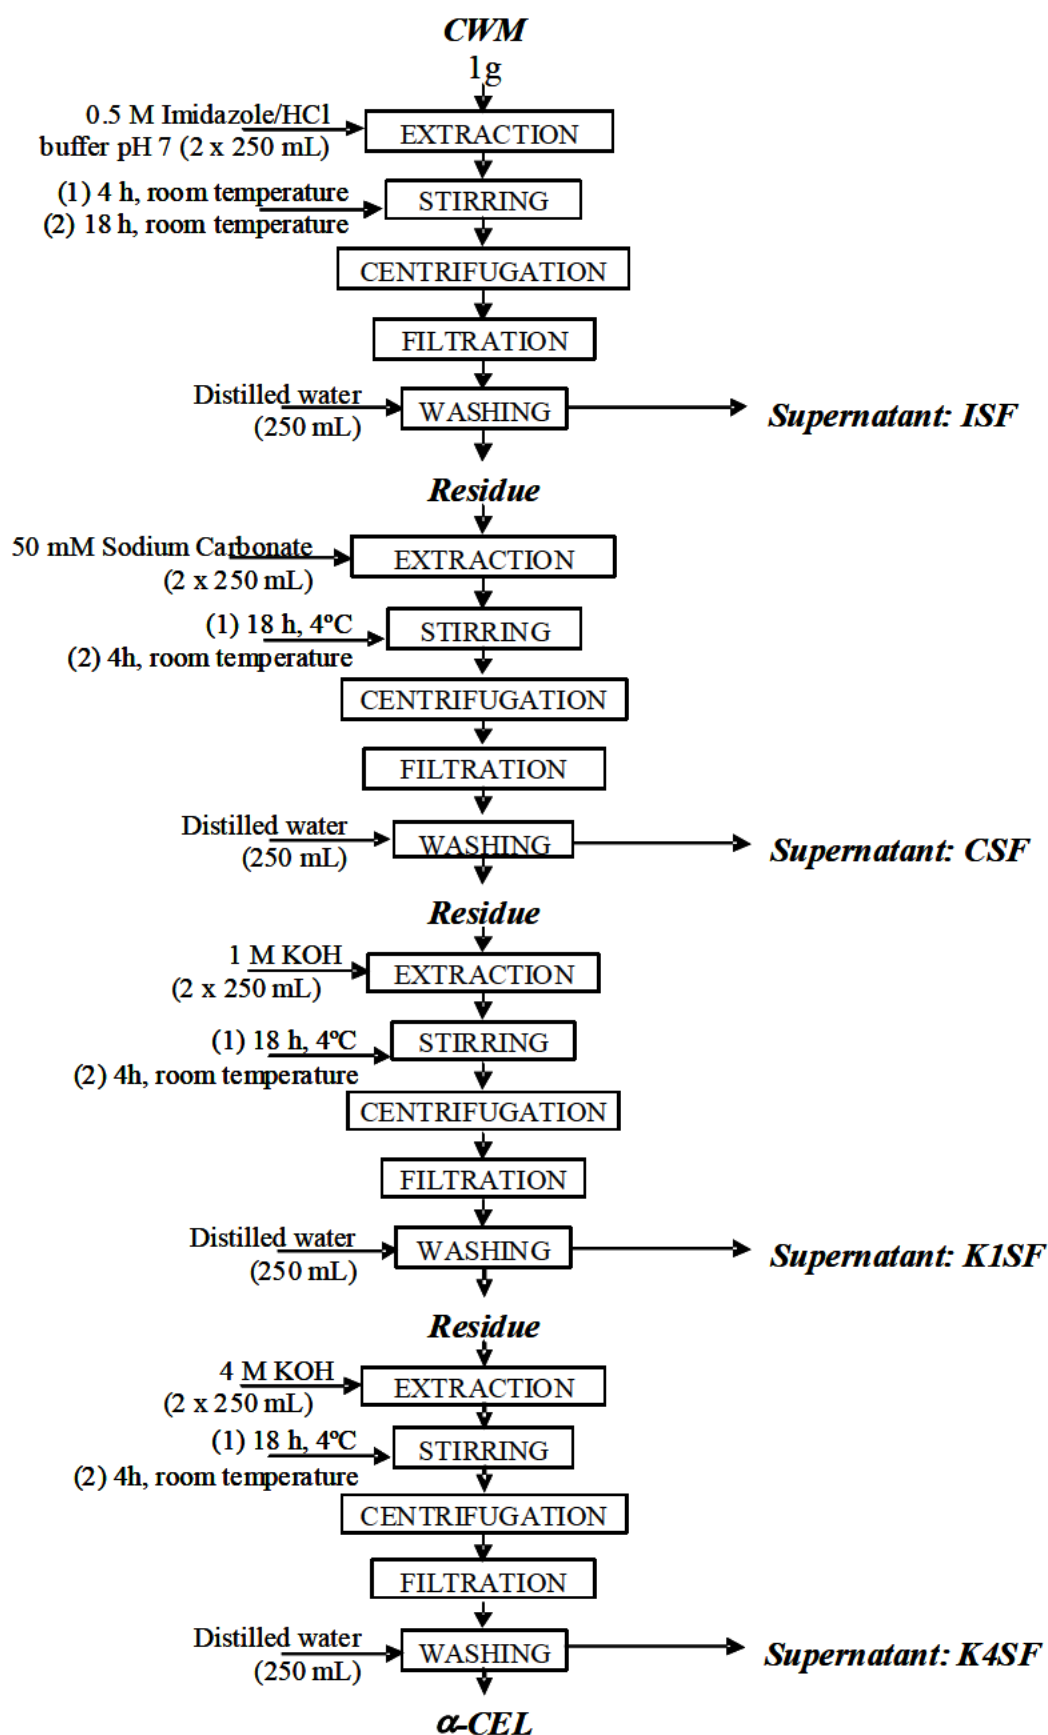 CWM
1g
0.5 M Imidazole/HCl
buffer pH 7 (2 x 250 mL)
EXTRACTION
(1) 4 h, room temperature
(2) 18 h, room temperature
STIRRING
CENTRIFUGATION
FILTRATION
Distilled water
(250 mL)
WASHING
Supernatant: ISF
Residue
50 mM Sodium Carbonate
(2 x 250 mL)
EXTRACTION
(1) 18 h, 4ºC
(2) 4h, room temperature
STIRRING
CENTRIFUGATION
FILTRATION
Distilled water
(250 mL)
WASHING
Supernatant: CSF
Residue
1 M KOH
(2 x 250 mL)
EXTRACTION
(1) 18 h, 4ºC
(2) 4h, room temperature
STIRRING
CENTRIFUGATION
FILTRATION
Distilled water
(250 mL)
WASHING
Supernatant: K1SF
Residue
4 M KOH
(2 x 250 mL)
EXTRACTION
(1) 18 h, 4ºC
(2) 4h, room temperature
STIRRING
CENTRIFUGATION
FILTRATION
Distilled water
(250 mL)
WASHING
Supernatant: K4SF
α-CEL